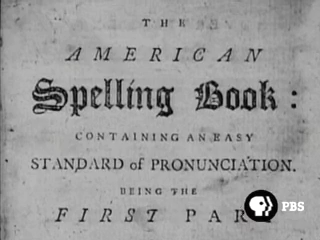 THE
AMERICAN
Spelling Book:
CONTAINING AN EASY
STANDARD of PRONUNCIATION.
BEING THE
FIRST PAR
PBS